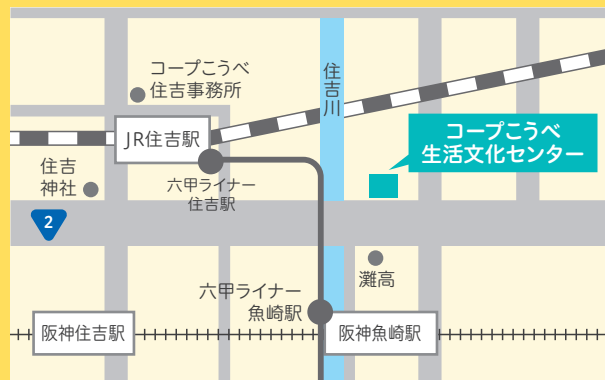 コープこうべ
住吉事務所
住吉川
コープこうべ
生活文化センター
JR住吉駅
住吉
神社
六甲ライナー
住吉駅
2
灘高
六甲ライナー
魚崎駅
阪神住吉駅
阪神魚崎駅